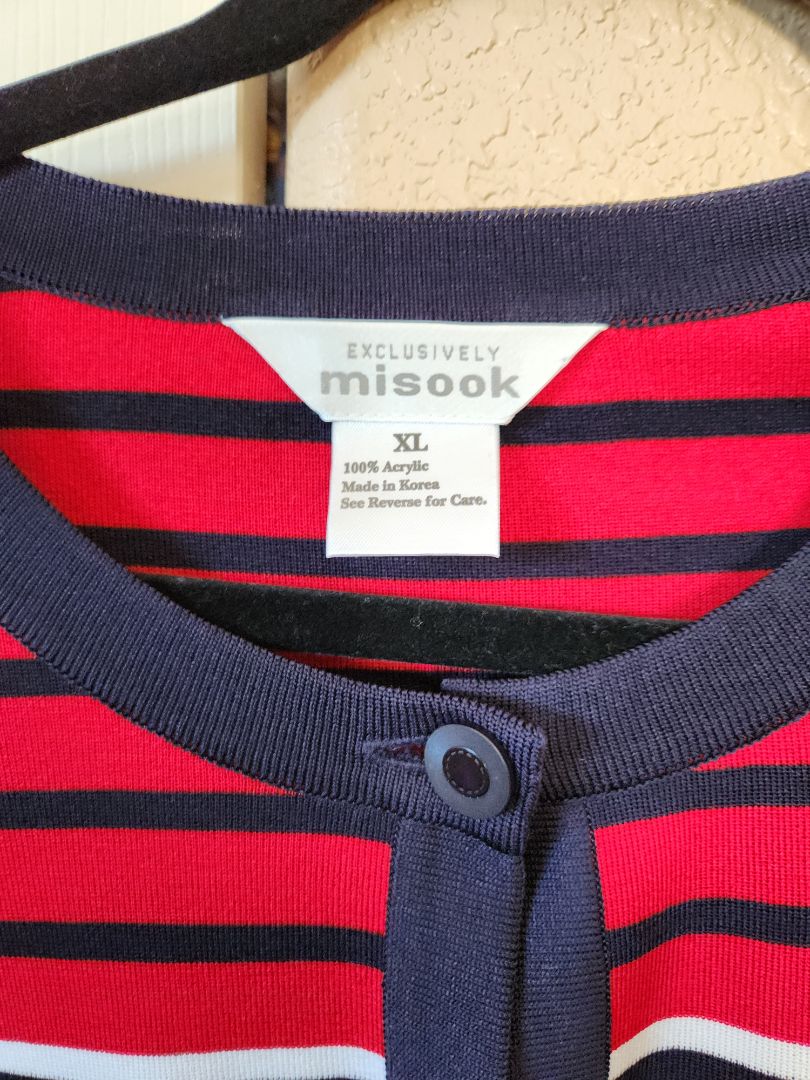 EXCLUSIVELY
misook
XL
100% Acrylic
Made in Korea
See Reverse for Care.